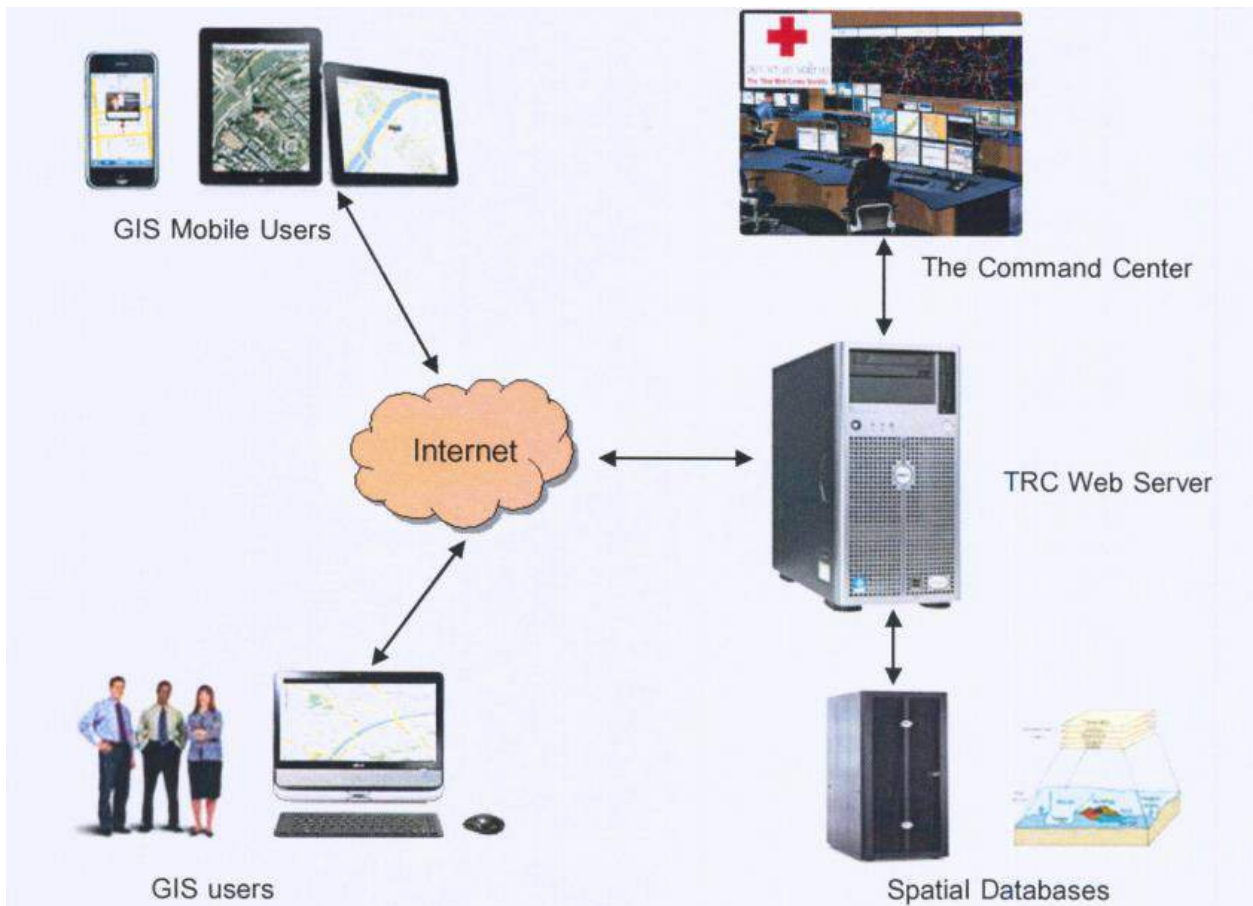 GIS Mobile Users
The Command Center
Internet
TRC Web Server
GIS users
Spatial Databases